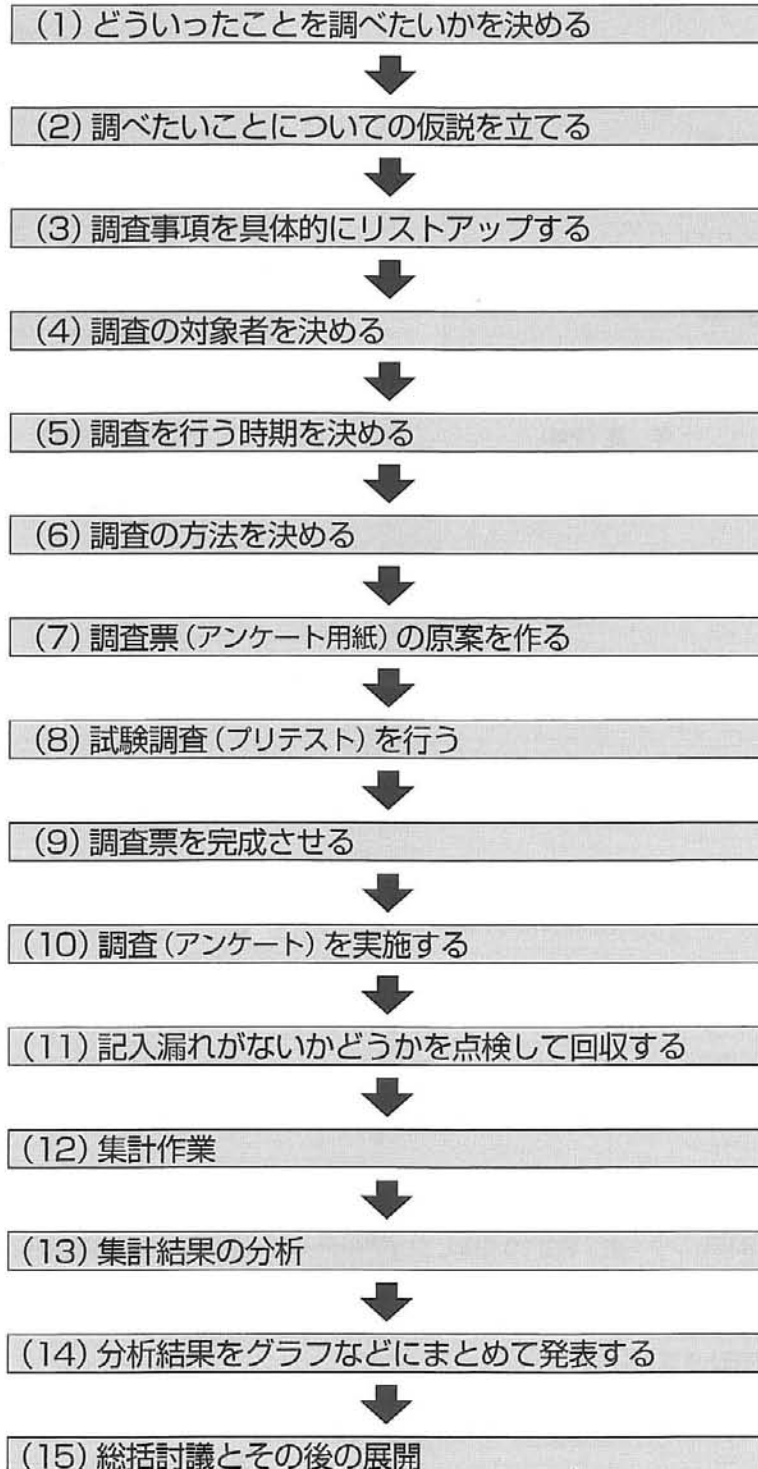 (1) どういったことを調べたいかを決める
(2) 調べたいことについての仮説を立てる
(3) 調査事項を具体的にリストアップする
(4) 調査の対象者を決める
(5) 調査を行う時期を決める
(6) 調査の方法を決める
(7) 調査票(アンケート用紙)の原案を作る
(8) 試験調査(プリテスト)を行う
(9) 調査票を完成させる
(10) 調査(アンケート)を実施する
(11) 記入漏れがないかどうかを点検して回収する
(12) 集計作業
(13) 集計結果の分析
(14) 分析結果をグラフなどにまとめて発表する
(15) 総括討議とその後の展開